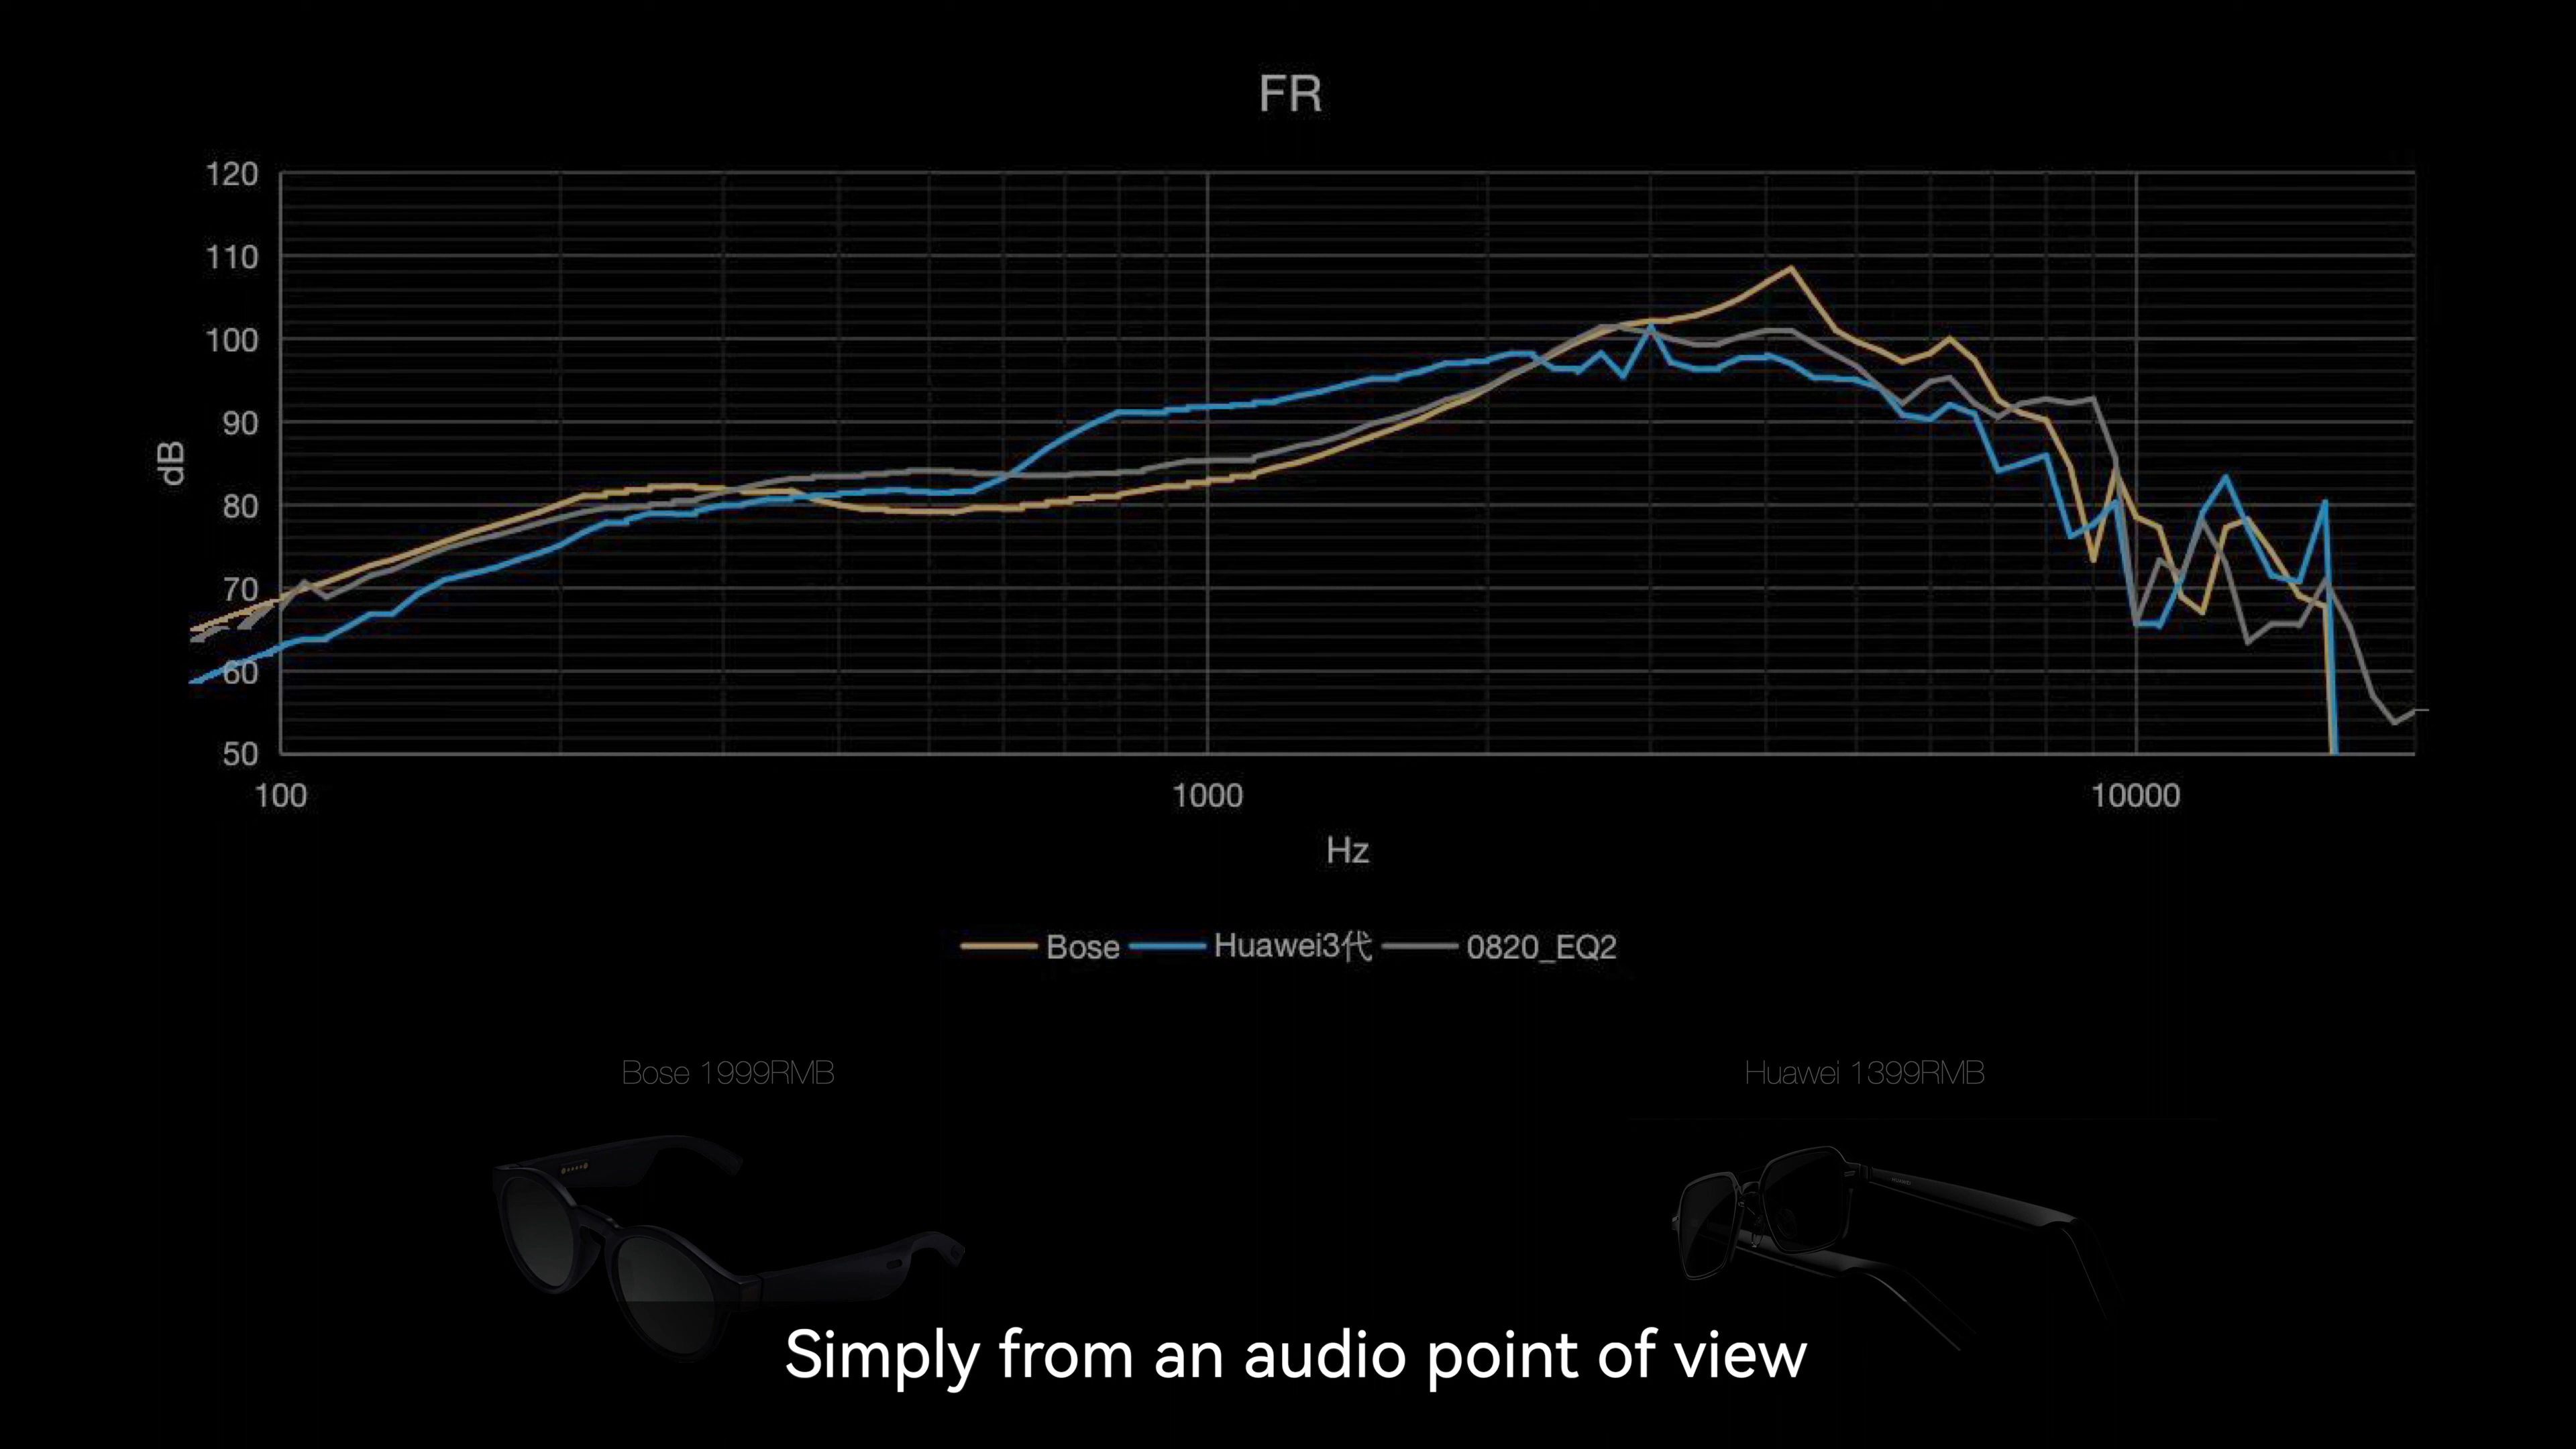 FR
120
110
100
90
80
70
60
50
dB
100 1000 10000
Hz
Bose Huawei3代 0820_EQ2
Bose 1999RMB
Huawei 1399RMB
Simply from an audio point of view